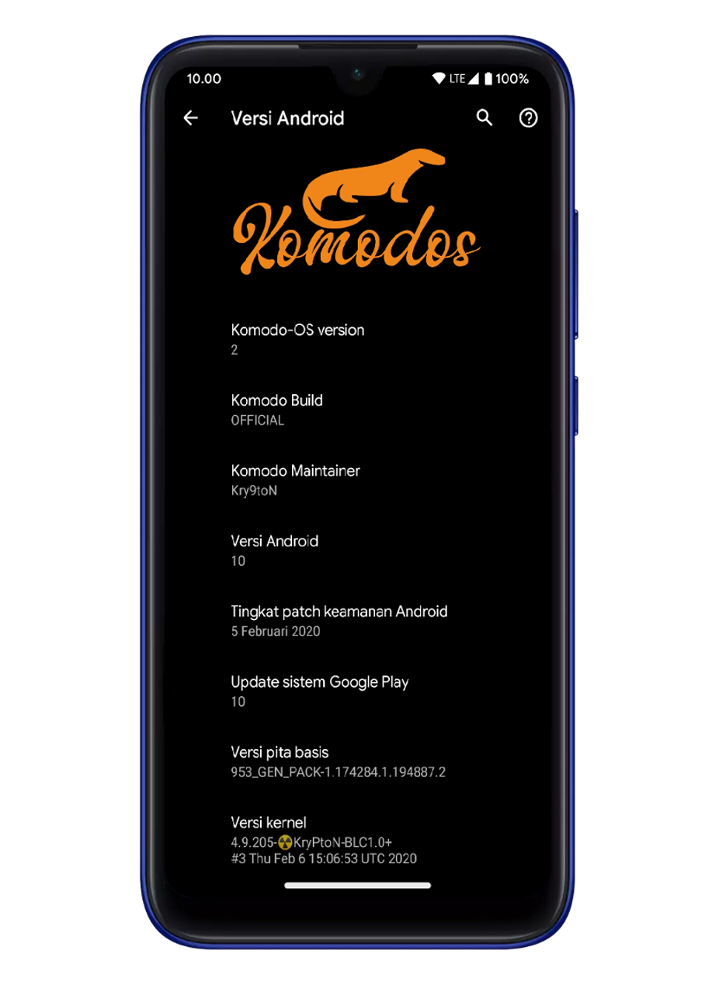 10.00 LTE 100%
Versi Android
Komodos
Komodo-OS version
2
Komodo Build
OFFICIAL
Komodo Maintainer
Kry9toN
Versi Android
10
Tingkat patch keamanan Android
5 Februari 2020
Update sistem Google Play
10
Versi pita basis
953_GEN_PACK-1.174284.1.194887.2
Versi kernel
4.9.205-☢KryPtoN-BLC1.0+
#3 Thu Feb 6 15:06:53 UTC 2020